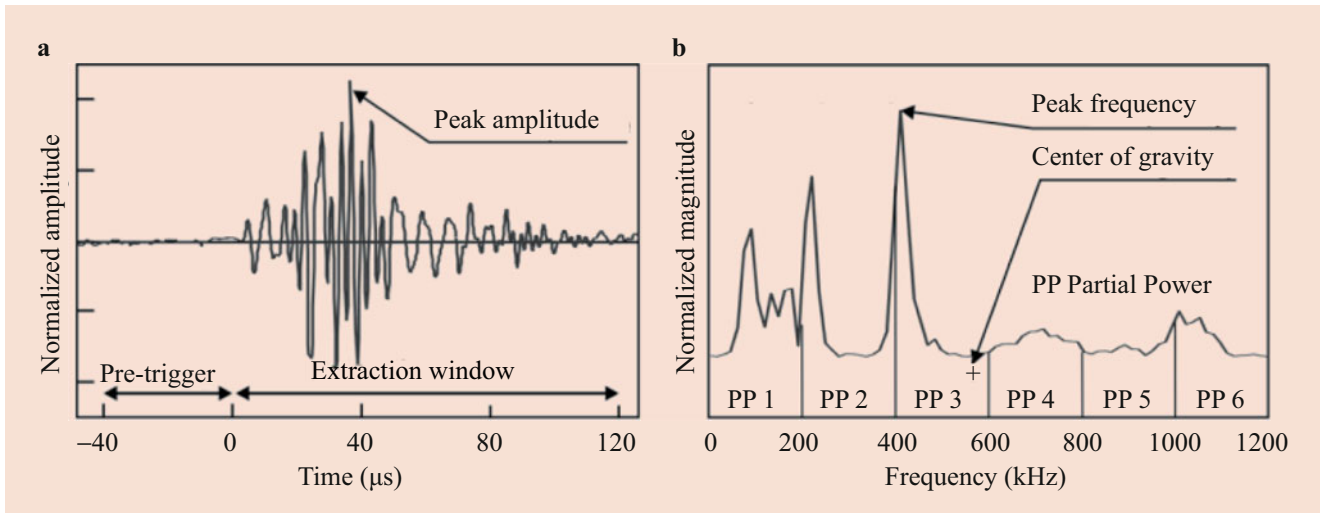 a
Peak amplitude
Normalized amplitude
Pre-trigger
Extraction window
–40 0 40 80 120
Time (μs)
b
Peak frequency
Center of gravity
Normalized magnitude
PP Partial Power
+
PP 1 PP 2 PP 3 PP 4 PP 5 PP 6
0 200 400 600 800 1000 1200
Frequency (kHz)